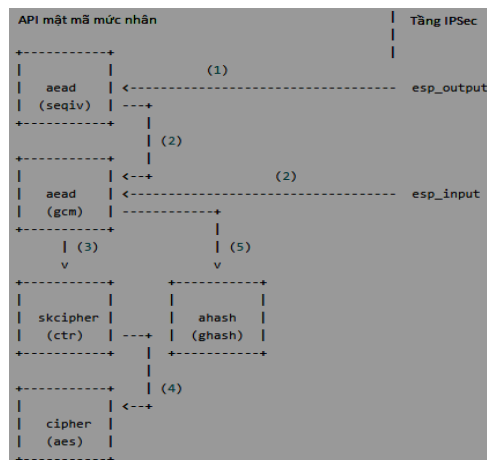 API mật mã mức nhân Tầng IPSec
(1)
aead esp_output
(seqiv)
(2)
(2)
aead esp_input
(gcm)
(3) (5)
skcipher ahash
(ctr) (ghash)
(4)
cipher
(aes)